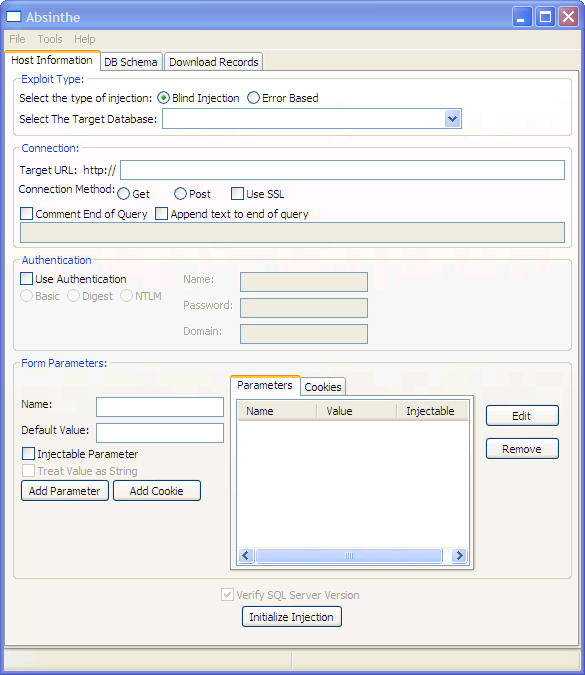 Absinthe
File Tools Help
Host Information DB Schema Download Records
Exploit Type:
Select the type of injection: Blind Injection Error Based
Select The Target Database:
Connection:
Target URL: http://
Connection Method: Get Post Use SSL
Comment End of Query Append text to end of query
Authentication
Use Authentication Name:
Basic Digest NTLM
Password:
Domain:
Form Parameters:
Parameters Cookies
Name: Name Value Injectable
Edit
Default Value:
Injectable Parameter Remove
Treat Value as String
Add Parameter Add Cookie
Verify SQL Server Version
Initialize Injection